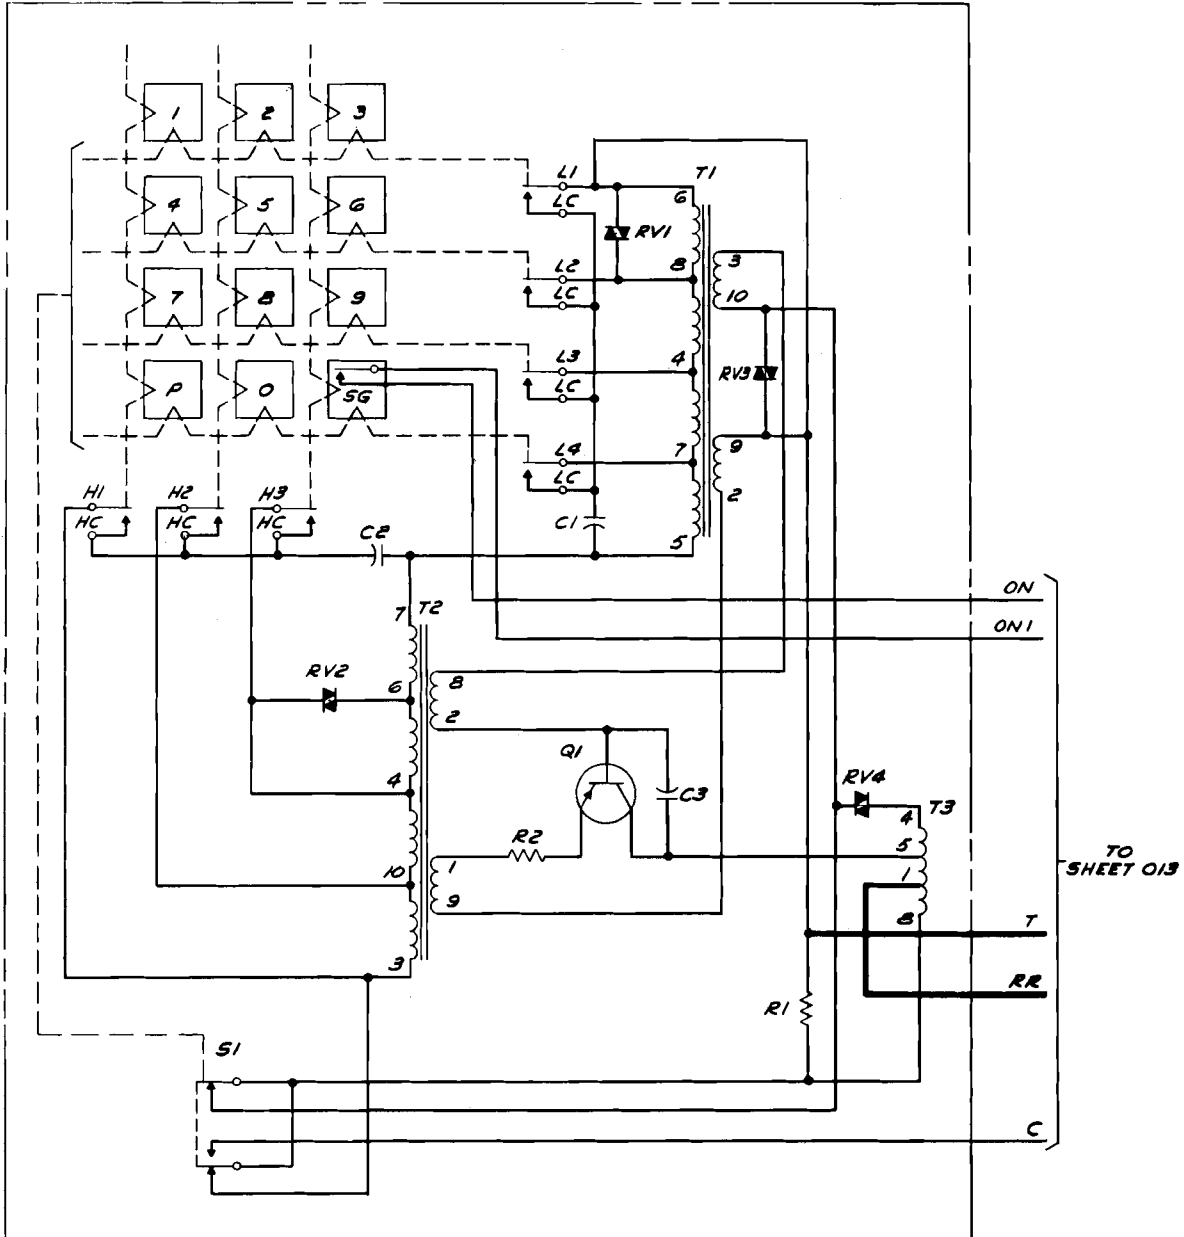 1 2 3
L1 T1
LC 6
4 5 6
RV1
L2 8 3
LC 10
7 8 9
L3 4 RV3
LC
P O SG
L4 7 9
LC 2
H1 H2 H3
HC HC HC
C2 C1 5
ON
7 T2
ON1
RV2
6 8
2
Q1
4 C3 RV4 T3
4
R2 5
1 1
10
9 8
TO
SHEET 013
T
3
RR
R1
S1
C